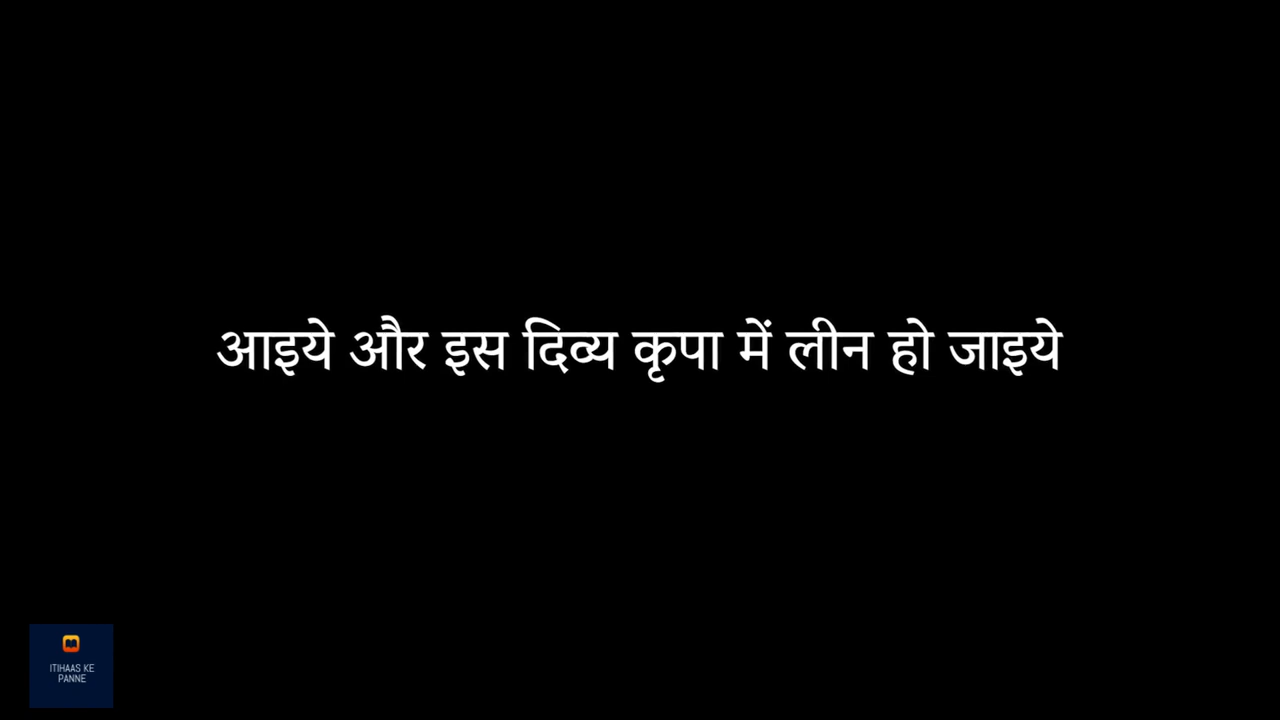 आइये और इस दिव्य कृपा में लीन हो जाइये
ITIHAAS KE
PANNE